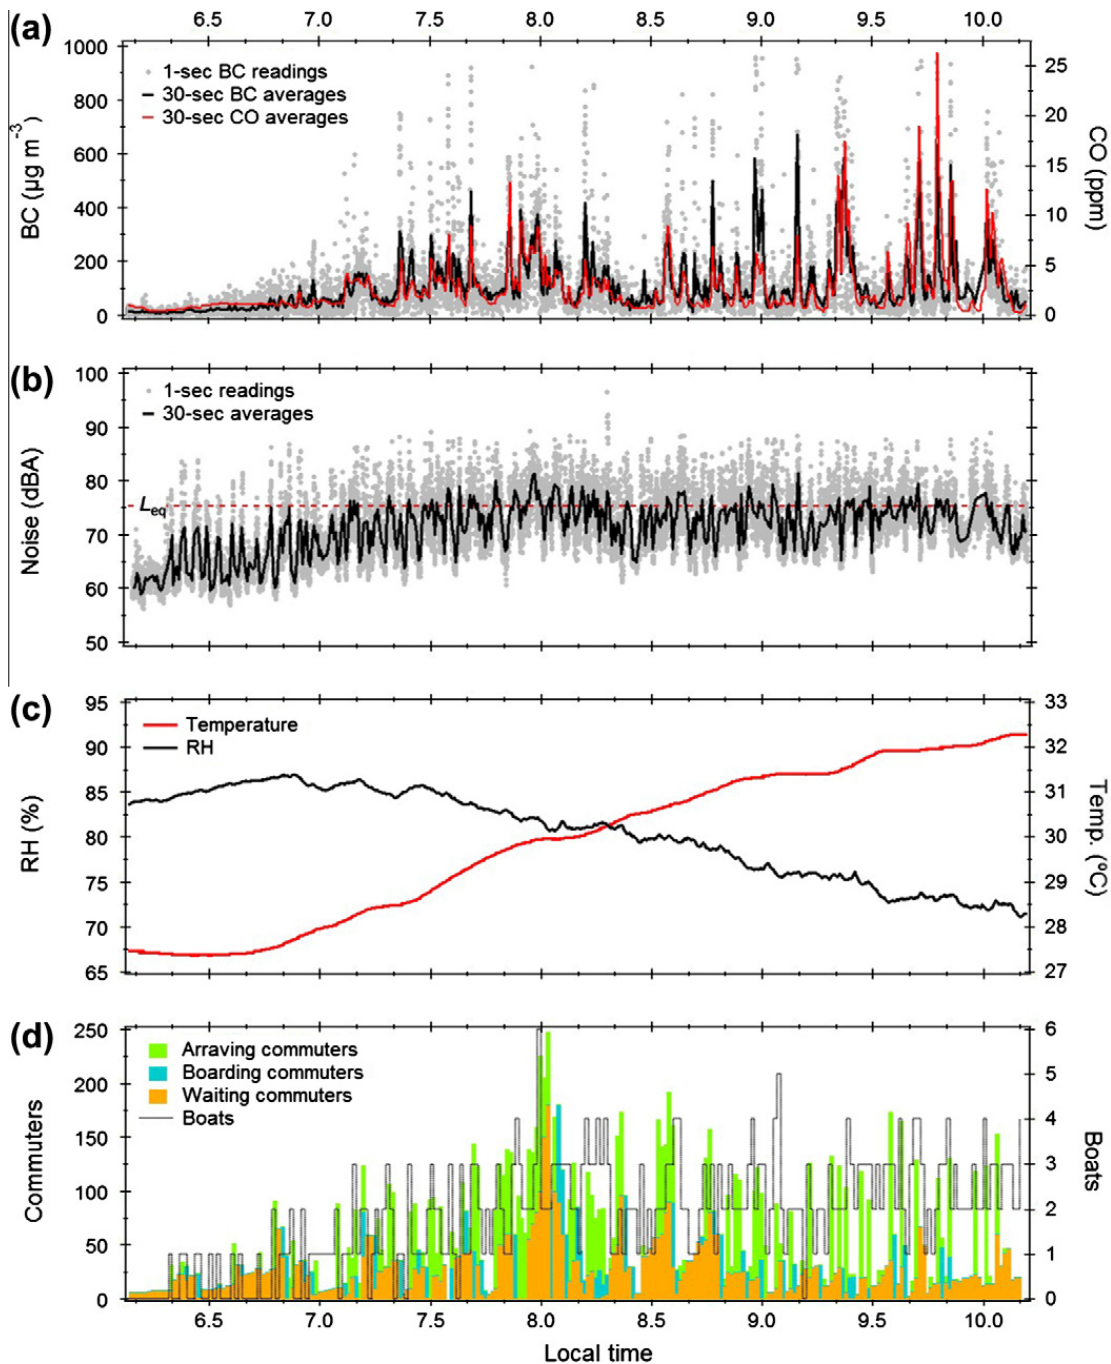 (a)
6.5 7.0 7.5 8.0 8.5 9.0 9.5 10.0
1000
800
600
400
200
0
BC (µg m⁻³)
1-sec BC readings
30-sec BC averages
30-sec CO averages
25
20
15
10
5
0
CO (ppm)
(b)
100
90
80
70
60
50
Noise (dBA)
1-sec readings
30-sec averages
Leq
(c)
95
90
85
80
75
70
65
RH (%)
Temperature
RH
33
32
31
30
29
28
27
Temp. (ºC)
(d)
250
200
150
100
50
0
Commuters
Arraving commuters
Boarding commuters
Waiting commuters
Boats
6
5
4
3
2
1
0
Boats
6.5 7.0 7.5 8.0 8.5 9.0 9.5 10.0
Local time